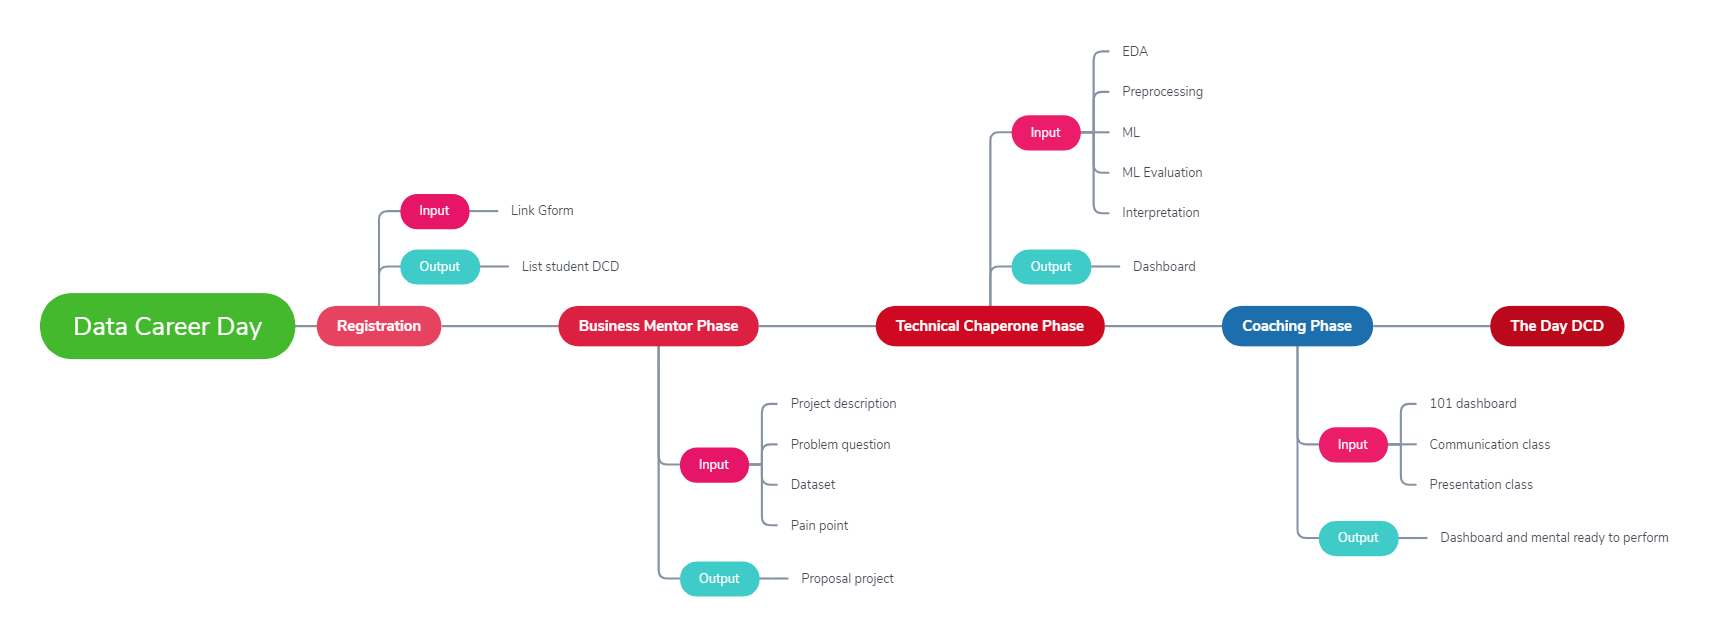 Data Career Day
Registration
Input
Link Gform
Output
List student DCD
Business Mentor Phase
Input
Project description
Problem question
Dataset
Pain point
Output
Proposal project
Technical Chaperone Phase
Input
EDA
Preprocessing
ML
ML Evaluation
Interpretation
Output
Dashboard
Coaching Phase
Input
101 dashboard
Communication class
Presentation class
Output
Dashboard and mental ready to perform
The Day DCD